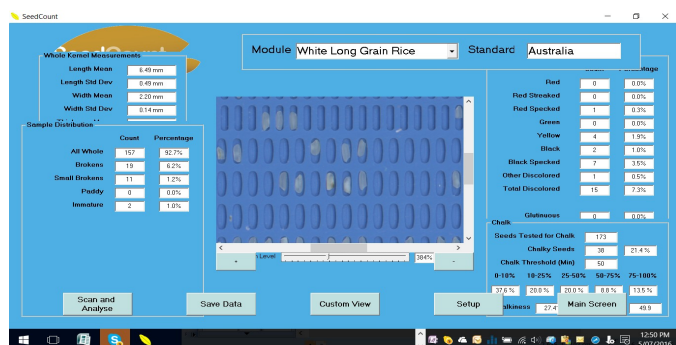 SeedCount
Module White Long Grain Rice Standard Australia
Whole Kernel Measurements
Length Mean 6.49 mm
Length Std Dev 0.49 mm
Width Mean 2.20 mm
Width Std Dev 0.14 mm
Sample Distribution
Count Percentage
All Whole 157 92.7%
Brokens 19 6.2%
Small Brokens 11 1.2%
Paddy 0 0.0%
Immature 2 1.0%
Red 0 0.0%
Red Streaked 0 0.0%
Red Specked 1 0.3%
Green 0 0.0%
Yellow 4 1.9%
Black 2 1.0%
Black Specked 7 3.5%
Other Discolored 1 0.5%
Total Discolored 15 7.3%
Glutinous 0 0.0%
Chalk
Seeds Tested for Chalk 173
Chalky Seeds 38 21.4 %
Chalk Threshold (Min) 50
0-10% 10-25% 25-50% 50-75% 75-100%
37.6 % 20.0 % 20.0 % 8.8 % 13.5 %
27.4 49.9
Level 384%
+ -
Scan and
Analyse
Save Data
Custom View
Setup
Main Screen
12:50 PM
5/07/2016